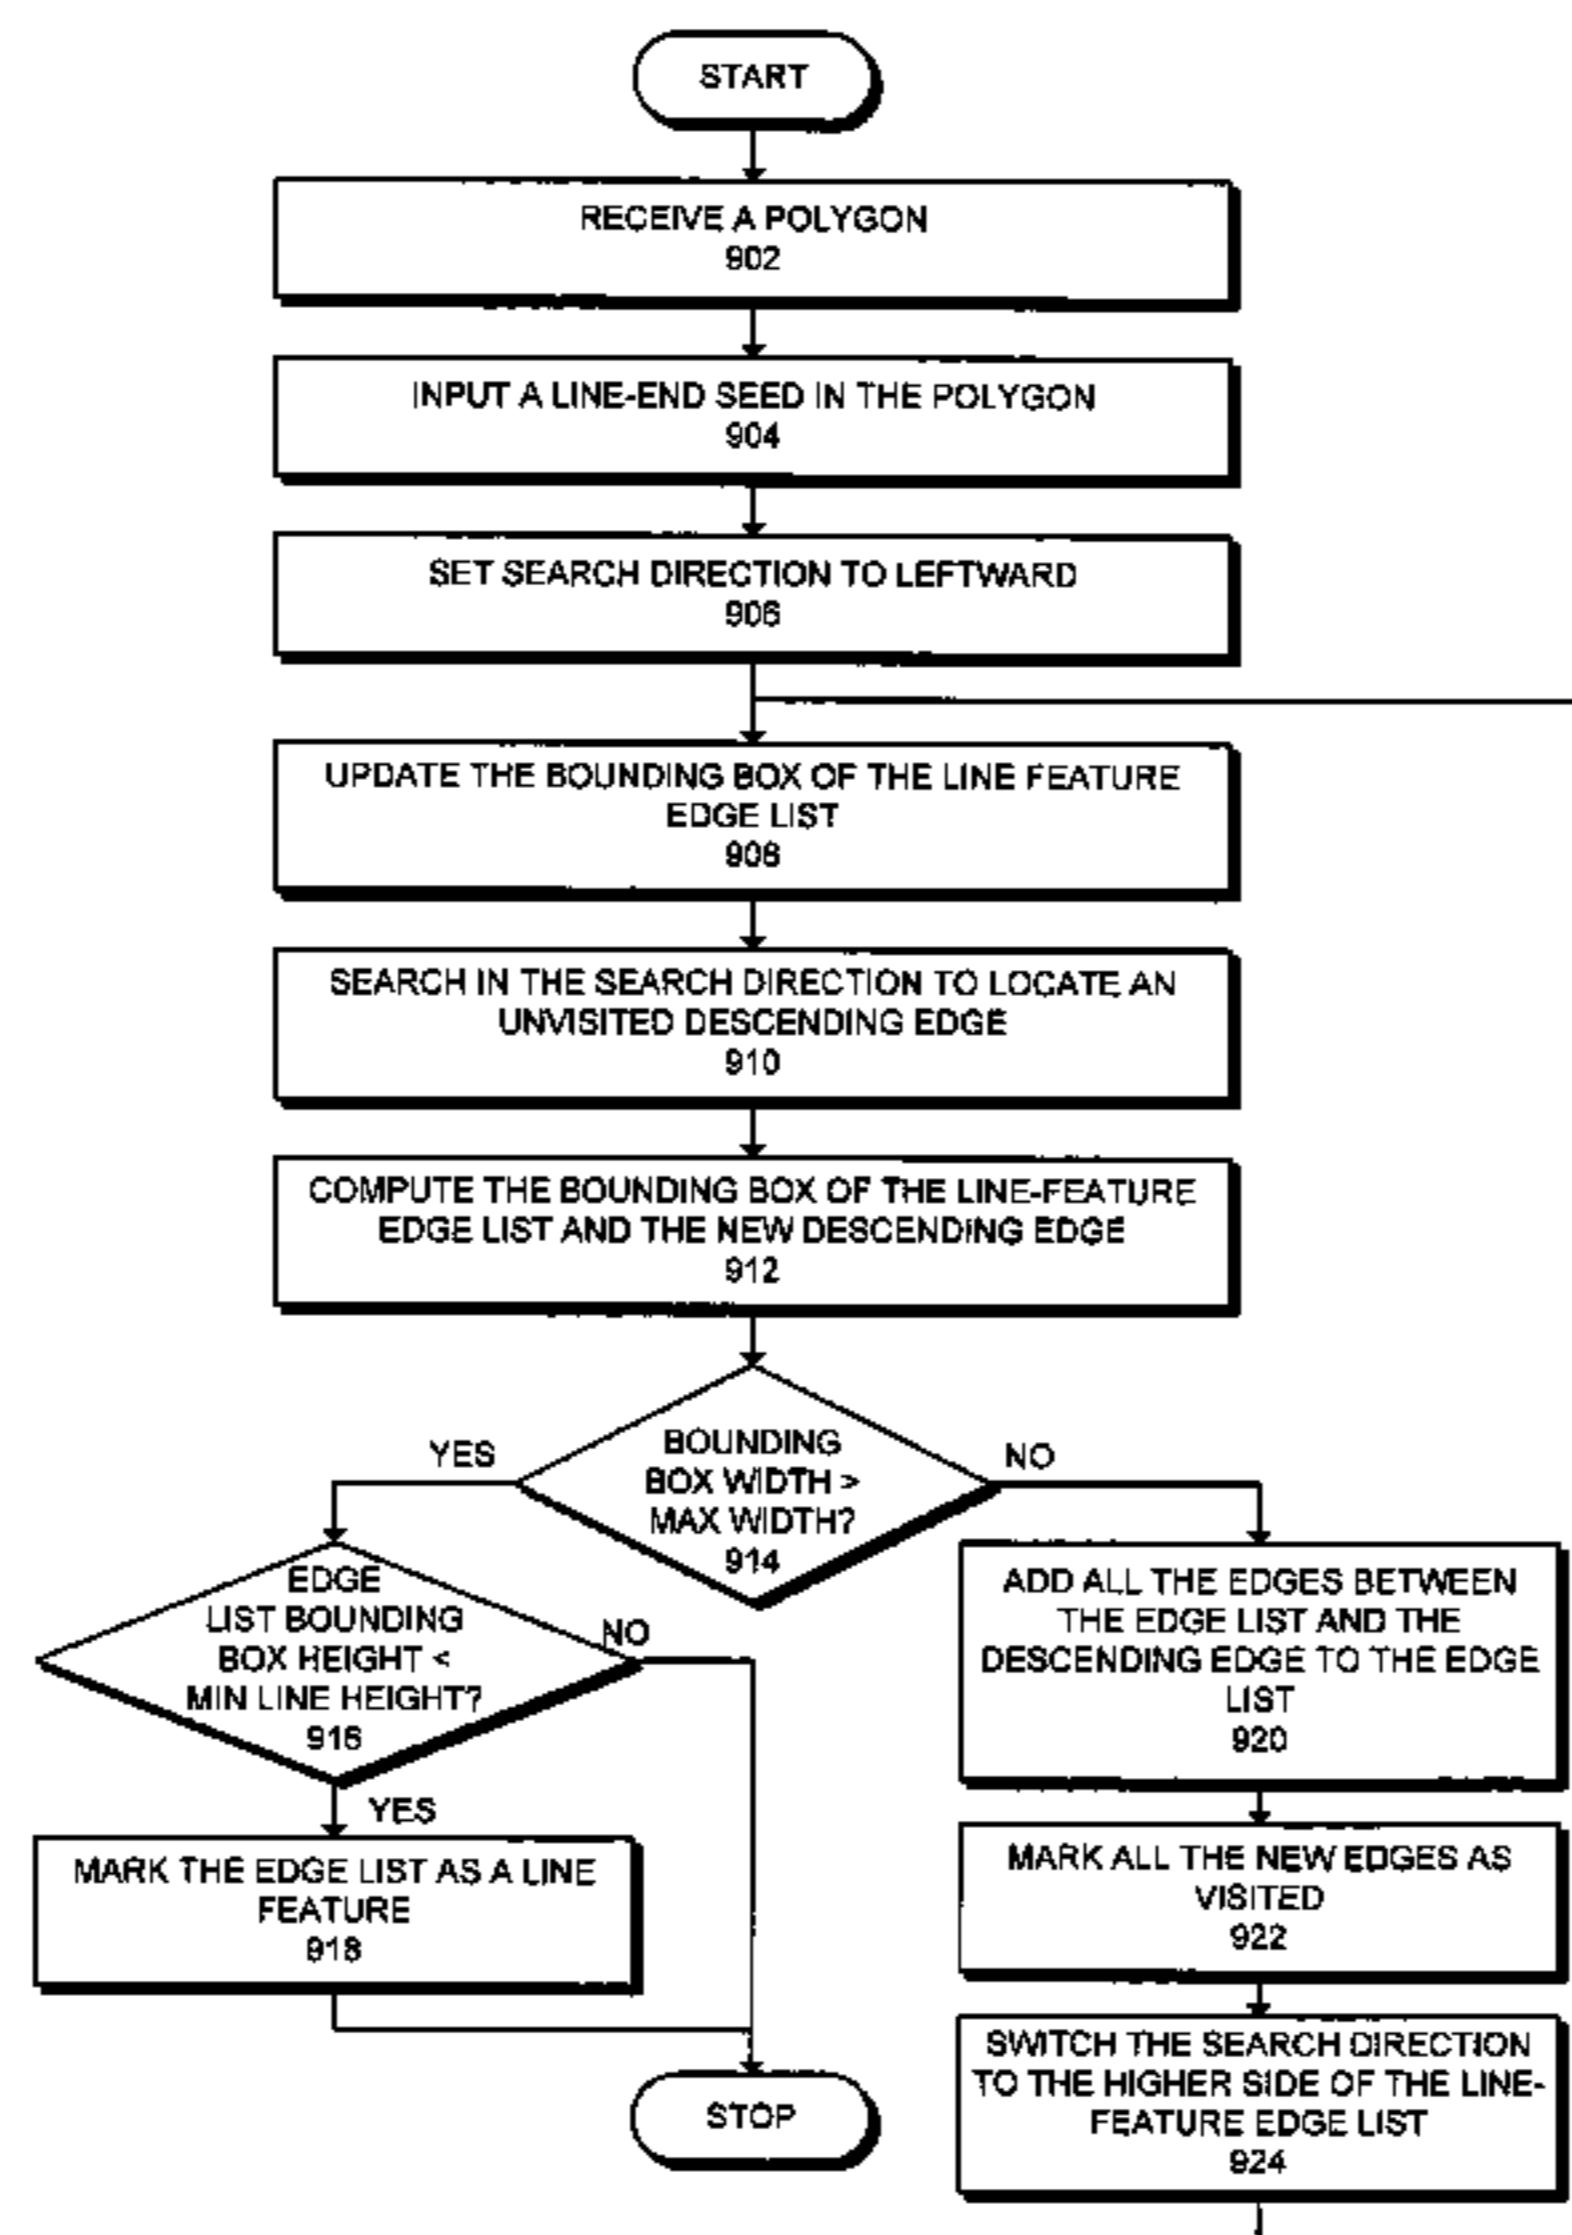 START
RECEIVE A POLYGON
902
INPUT A LINE-END SEED IN THE POLYGON
904
SET SEARCH DIRECTION TO LEFTWARD
906
UPDATE THE BOUNDING BOX OF THE LINE FEATURE
EDGE LIST
908
SEARCH IN THE SEARCH DIRECTION TO LOCATE AN
UNVISITED DESCENDING EDGE
910
COMPUTE THE BOUNDING BOX OF THE LINE-FEATURE
EDGE LIST AND THE NEW DESCENDING EDGE
912
BOUNDING
BOX WIDTH >
MAX WIDTH?
914
YES
NO
EDGE
LIST BOUNDING
BOX HEIGHT <
MIN LINE HEIGHT?
916
NO
YES
MARK THE EDGE LIST AS A LINE
FEATURE
918
ADD ALL THE EDGES BETWEEN
THE EDGE LIST AND THE
DESCENDING EDGE TO THE EDGE
LIST
920
MARK ALL THE NEW EDGES AS
VISITED
922
SWITCH THE SEARCH DIRECTION
TO THE HIGHER SIDE OF THE LINE-
FEATURE EDGE LIST
924
STOP